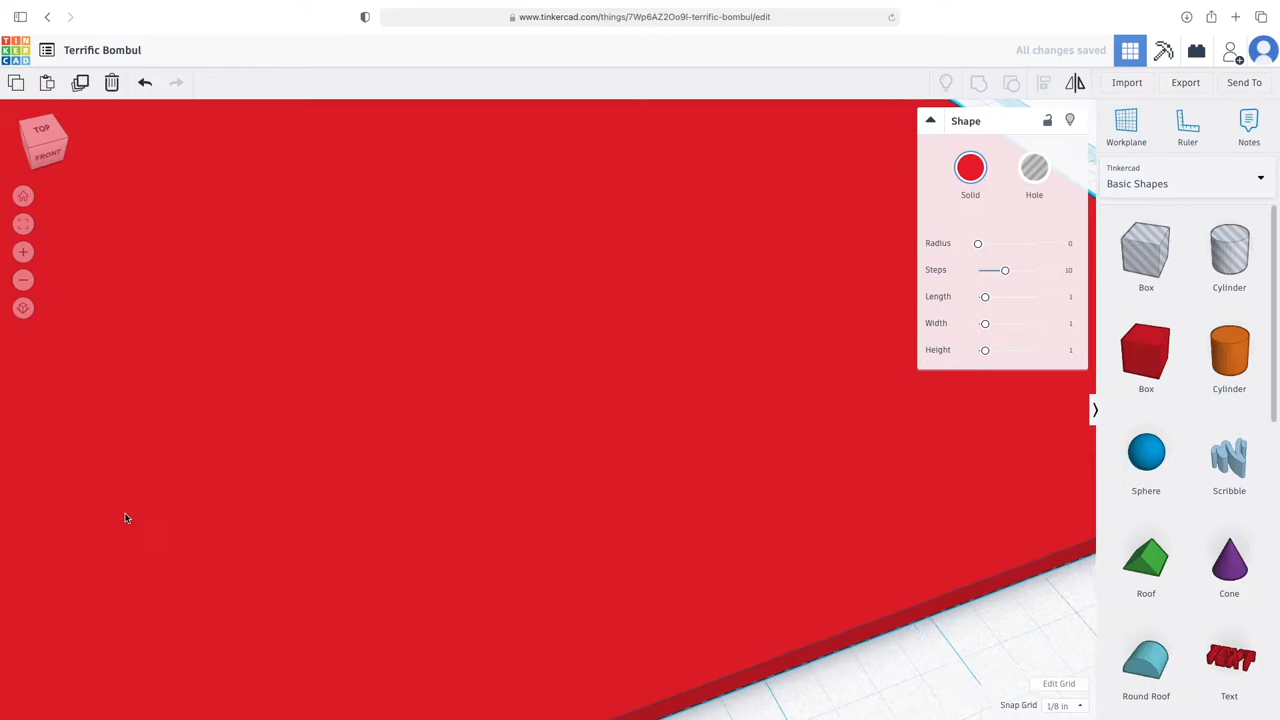 www.tinkercad.com/things/7Wp6AZ2Oo9l-terrific-bombul/edit
TIN
KER
CAD
Terrific Bombul
All changes saved
Import
Export
Send To
TOP
FRONT
Shape
Solid
Hole
Radius 0
Steps 10
Length 1
Width 1
Height 1
Workplane
Ruler
Notes
Tinkercad
Basic Shapes
Box
Cylinder
Box
Cylinder
Sphere
Scribble
Roof
Cone
Round Roof
TEXT
Text
Edit Grid
Snap Grid 1/8 in